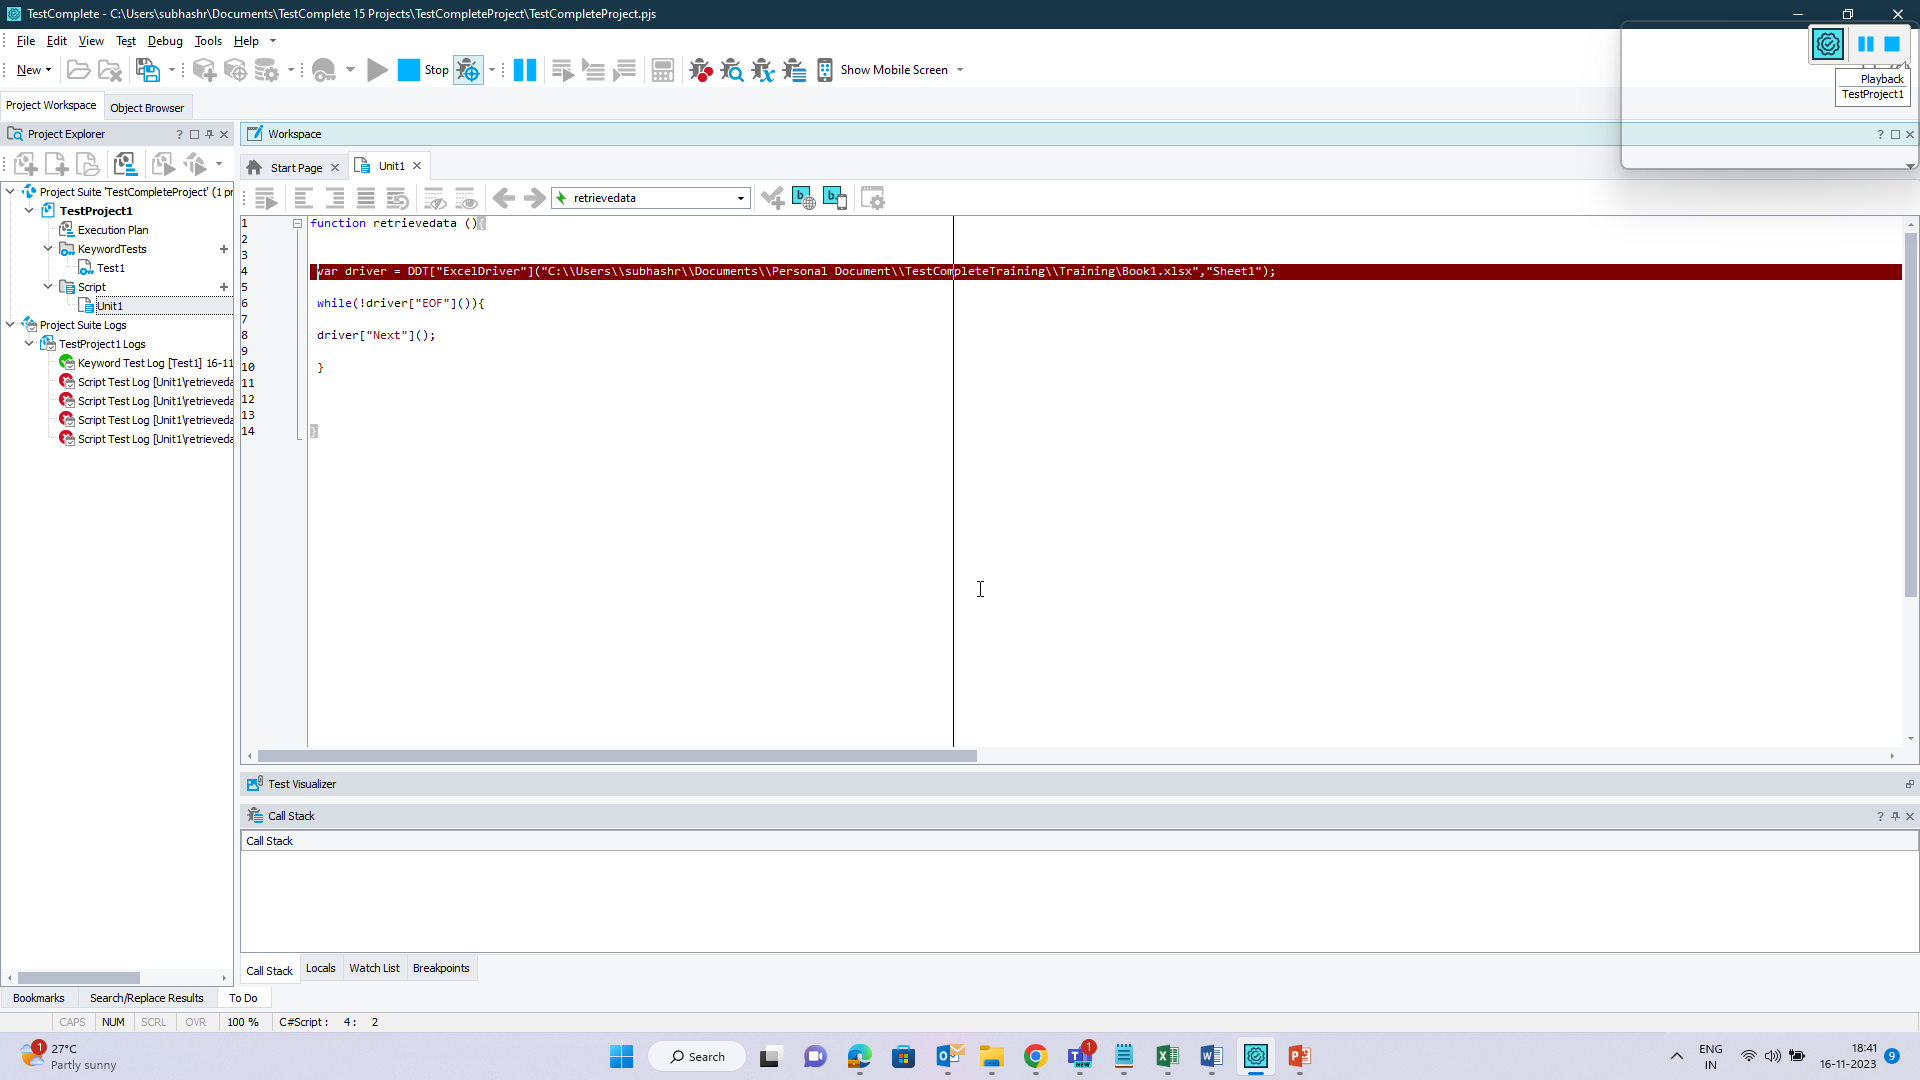 TestComplete - C:\Users\subhashr\Documents\TestComplete 15 Projects\TestCompleteProject\TestCompleteProject.pjs
File Edit View Test Debug Tools Help
New Stop Show Mobile Screen
Playback
TestProject1
Project Workspace Object Browser
Project Explorer
Workspace
Start Page Unit1
retrievedata
Project Suite 'TestCompleteProject' (1 pr
TestProject1
Execution Plan
KeywordTests
Test1
Script
Unit1
Project Suite Logs
TestProject1 Logs
Keyword Test Log [Test1] 16-11
Script Test Log [Unit1\retrieveda
Script Test Log [Unit1\retrieveda
Script Test Log [Unit1\retrieveda
Script Test Log [Unit1\retrieveda
1 function retrievedata (){
2
3
4 var driver = DDT["ExcelDriver"]("C:\\Users\\subhashr\\Documents\\Personal Document\\TestCompleteTraining\\Training\Book1.xlsx","Sheet1");
5
6 while(!driver["EOF"]()){
7
8 driver["Next"]();
9
10 }
11
12
13
14 }
Test Visualizer
Call Stack
Call Stack
Call Stack Locals Watch List Breakpoints
Bookmarks Search/Replace Results To Do
CAPS NUM SCRL OVR 100 % C#Script : 4 : 2
1 27°C
Partly sunny
Search
1
NEW
ENG
IN
18:41
16-11-2023
9